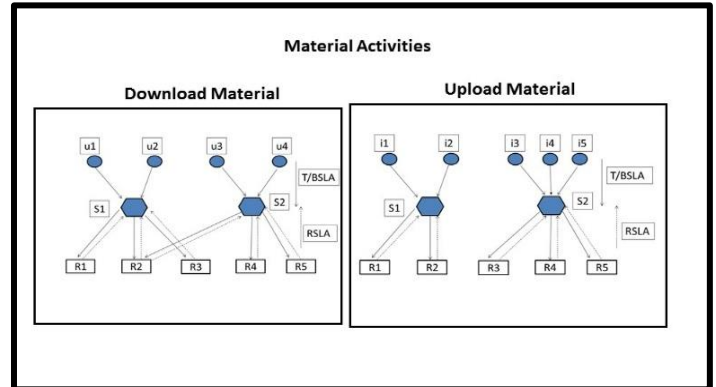 Material Activities
Download Material
u1 u2 u3 u4
T/BSLA
S1 S2
RSLA
R1 R2 R3 R4 R5
Upload Material
i1 i2 i3 i4 i5
T/BSLA
S1 S2
RSLA
R1 R2 R3 R4 R5